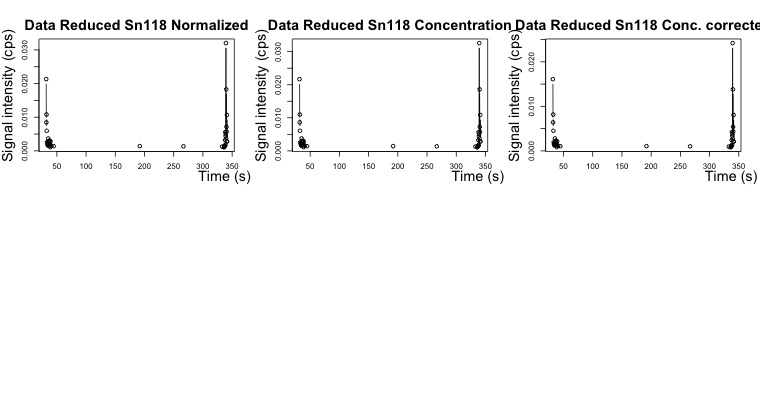 Data Reduced Sn118 Normalized
Signal intensity (cps)
0.000 0.010 0.020 0.030
50 100 150 200 250 300 350
Time (s)
Data Reduced Sn118 Concentration
Signal intensity (cps)
0.000 0.010 0.020 0.030
50 100 150 200 250 300 350
Time (s)
Data Reduced Sn118 Conc. correcte
Signal intensity (cps)
0.000 0.010 0.020
50 100 150 200 250 300 350
Time (s)